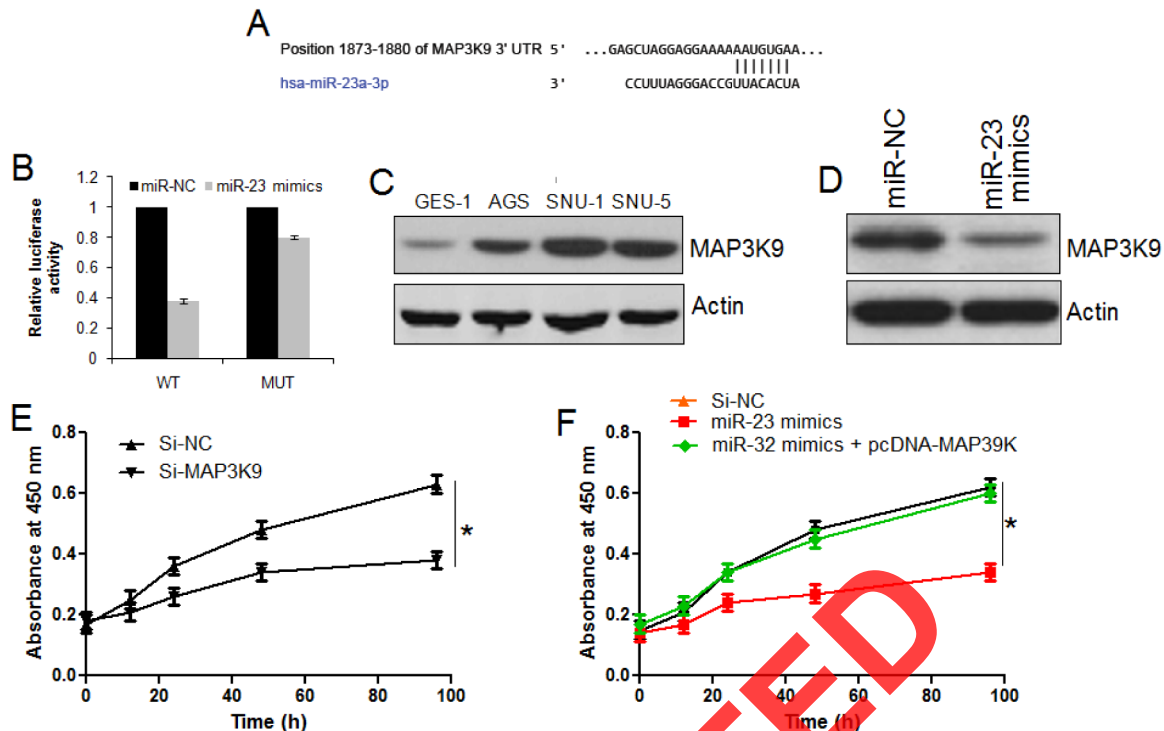 A
Position 1873-1880 of MAP3K9 3' UTR 5' ...GAGCUAGGAGGAAAAAAUGUGAA...
hsa-miR-23a-3p 3' CCUUUAGGGACCGUUACACUA
B
miR-NC miR-23 mimics
Relative luciferase activity
1.2
1
0.8
0.6
0.4
0.2
0
WT MUT
C
GES-1 AGS SNU-1 SNU-5
MAP3K9
Actin
D
miR-NC miR-23 mimics
MAP3K9
Actin
E
Si-NC
Si-MAP3K9
Absorbance at 450 nm
0.8
0.6
0.4
0.2
0.0
*
0 20 40 60 80 100
Time (h)
F
Si-NC
miR-23 mimics
miR-32 mimics + pcDNA-MAP39K
Absorbance at 450 nm
0.8
0.6
0.4
0.2
0.0
*
0 20 40 60 80 100
Time (h)
TED